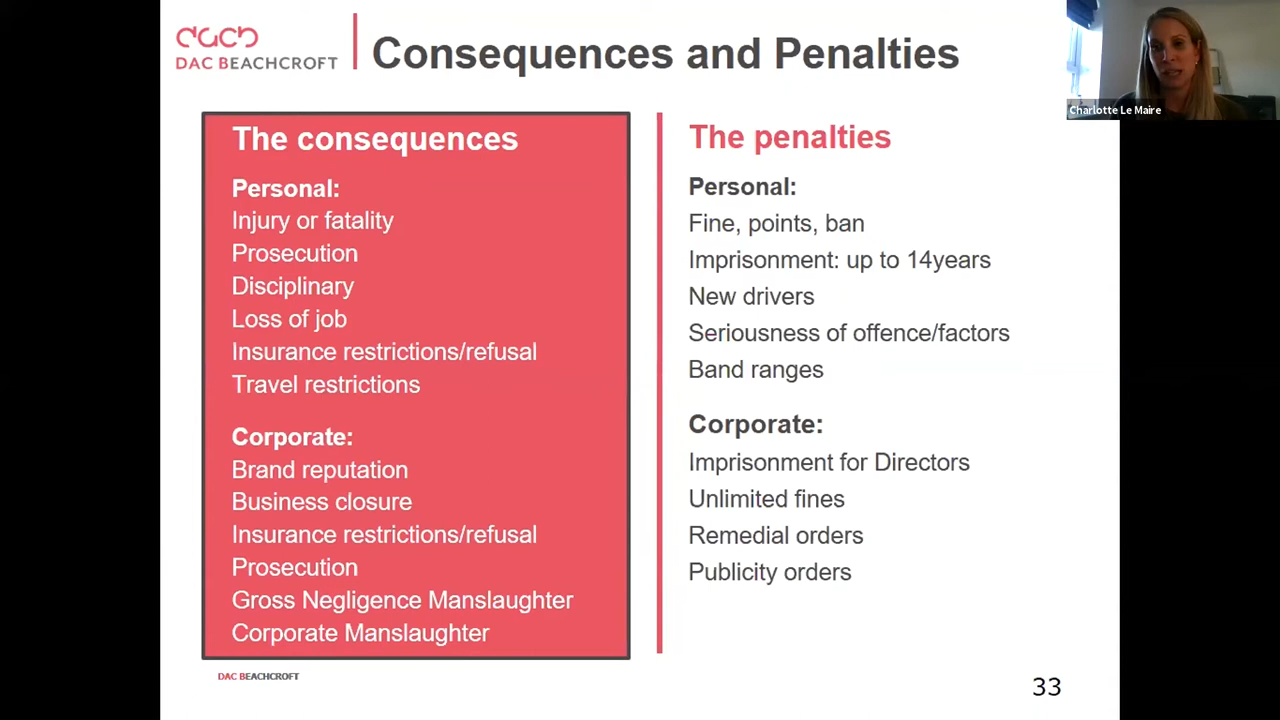 dach
DAC BEACHCROFT
Consequences and Penalties
Charlotte Le Maire
The consequences
Personal:
Injury or fatality
Prosecution
Disciplinary
Loss of job
Insurance restrictions/refusal
Travel restrictions
Corporate:
Brand reputation
Business closure
Insurance restrictions/refusal
Prosecution
Gross Negligence Manslaughter
Corporate Manslaughter
The penalties
Personal:
Fine, points, ban
Imprisonment: up to 14years
New drivers
Seriousness of offence/factors
Band ranges
Corporate:
Imprisonment for Directors
Unlimited fines
Remedial orders
Publicity orders
DAC BEACHCROFT
33